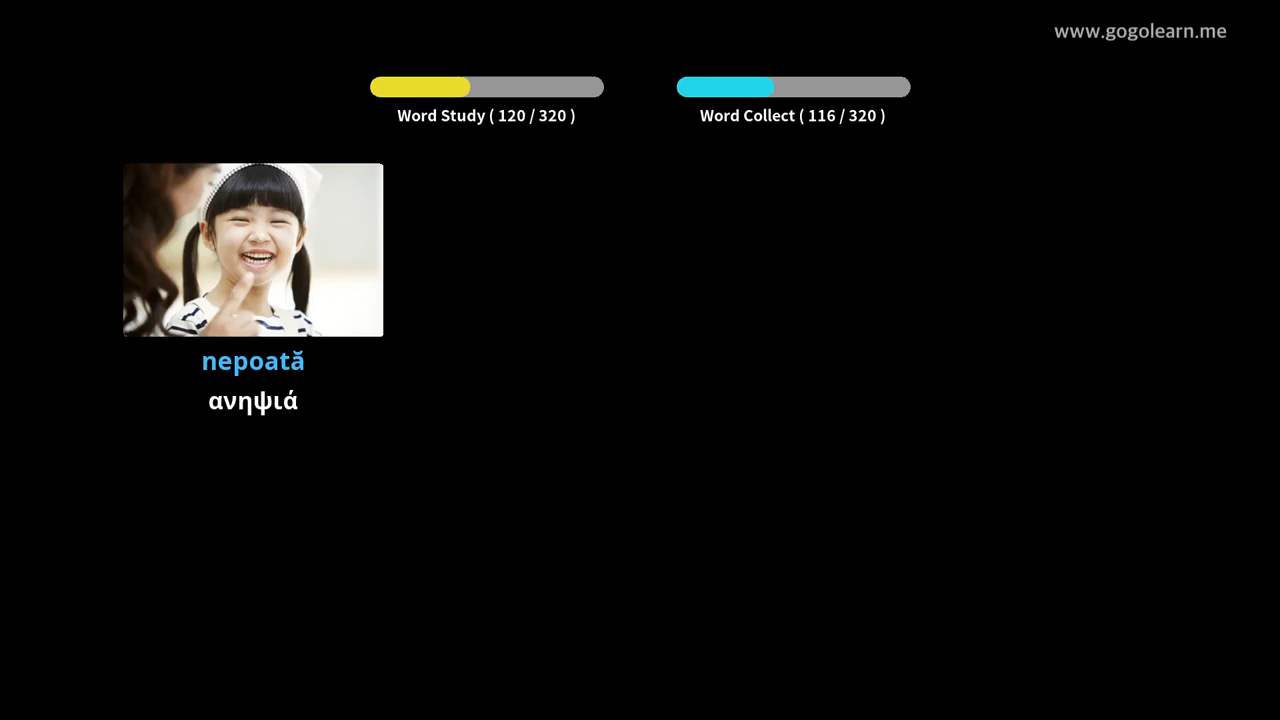 www.gogolearn.me
Word Study ( 120 / 320 )
Word Collect ( 116 / 320 )
nepoată
ανηψιά